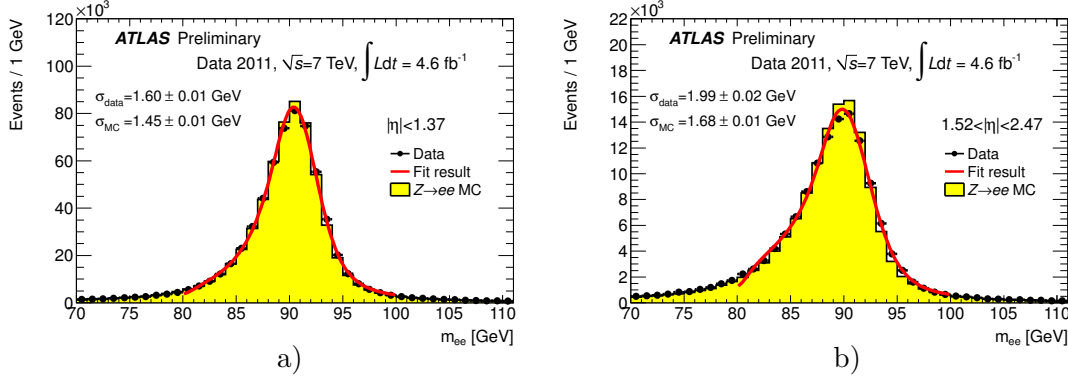 ×10³
120
100
80
60
40
20
0
Events / 1 GeV
ATLAS Preliminary
Data 2011, √s=7 TeV, ∫Ldt = 4.6 fb⁻¹
σdata=1.60 ± 0.01 GeV
σMC=1.45 ± 0.01 GeV
|η|<1.37
Data
Fit result
Z→ee MC
70 75 80 85 90 95 100 105 110
mee [GeV]
a)
×10³
22
20
18
16
14
12
10
8
6
4
2
0
Events / 1 GeV
ATLAS Preliminary
Data 2011, √s=7 TeV, ∫Ldt = 4.6 fb⁻¹
σdata=1.99 ± 0.02 GeV
σMC=1.68 ± 0.01 GeV
1.52<|η|<2.47
Data
Fit result
Z→ee MC
70 75 80 85 90 95 100 105 110
mee [GeV]
b)